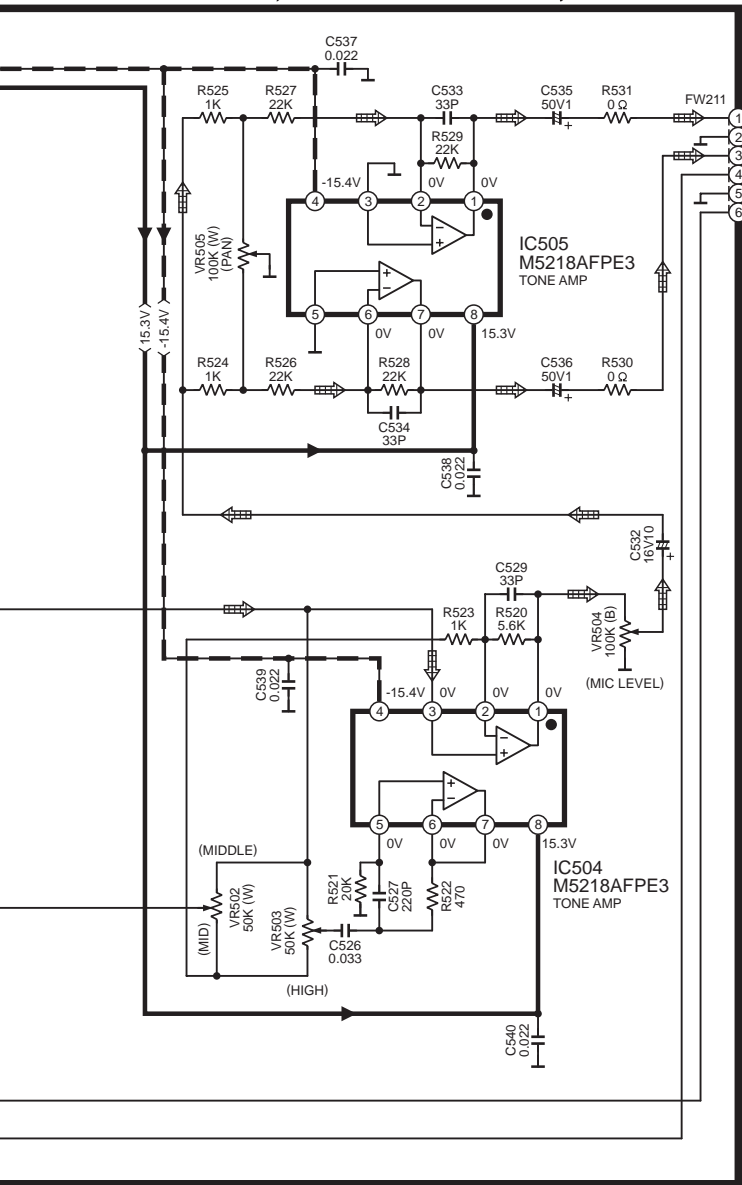 C537
0.022
R525
1K
R527
22K
C533
33P
C535
50V1
+
R531
0 Ω
FW211
1
2
3
4
5
6
R529
22K
-15.4V
0V
0V
4
3
2
1
−
+
VR505
100K (W)
(PAN)
IC505
M5218AFPE3
TONE AMP
+
−
5
6
7
8
0V
0V
15.3V
15.3V
-15.4V
R524
1K
R526
22K
R528
22K
C536
50V1
+
R530
0 Ω
C534
33P
C538
0.022
C532
16V10
+
C529
33P
R523
1K
R520
5.6K
VR504
100K (B)
(MIC LEVEL)
C539
0.022
-15.4V
0V
0V
0V
4
3
2
1
−
+
+
−
5
6
7
8
0V
0V
0V
15.3V
IC504
M5218AFPE3
TONE AMP
(MIDDLE)
VR502
50K (W)
(MID)
VR503
50K (W)
R521
20K
C527
220P
R522
470
C526
0.033
(HIGH)
C540
0.022